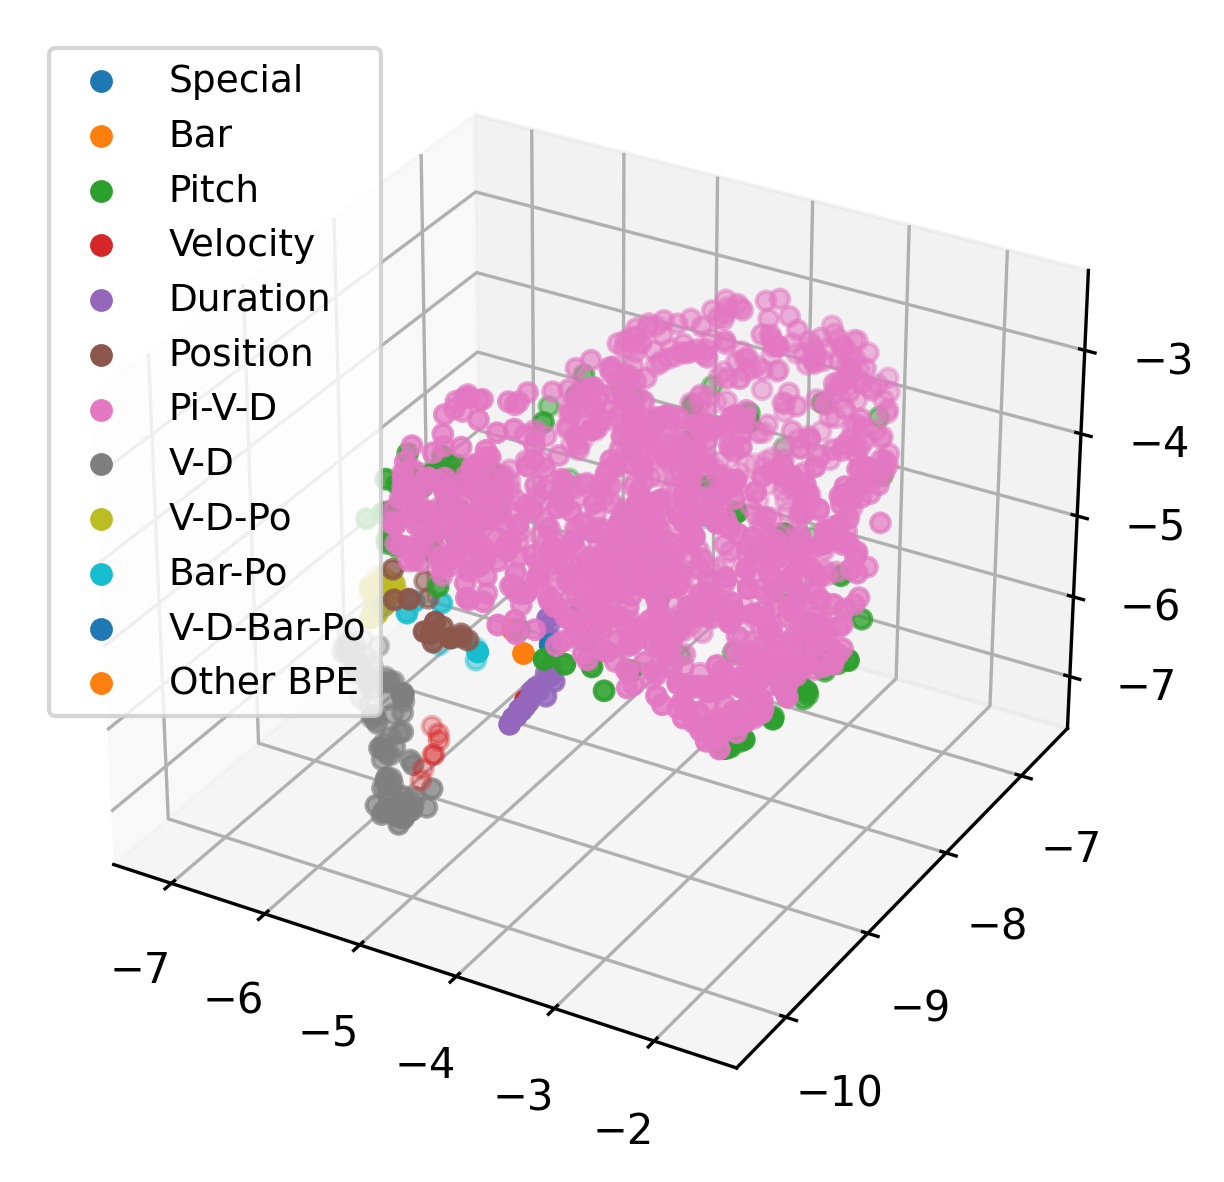 Special
Bar
Pitch
Velocity
Duration
Position
Pi-V-D
V-D
V-D-Po
Bar-Po
V-D-Bar-Po
Other BPE
−3
−4
−5
−6
−7
−7
−8
−9
−10
−7
−6
−5
−4
−3
−2